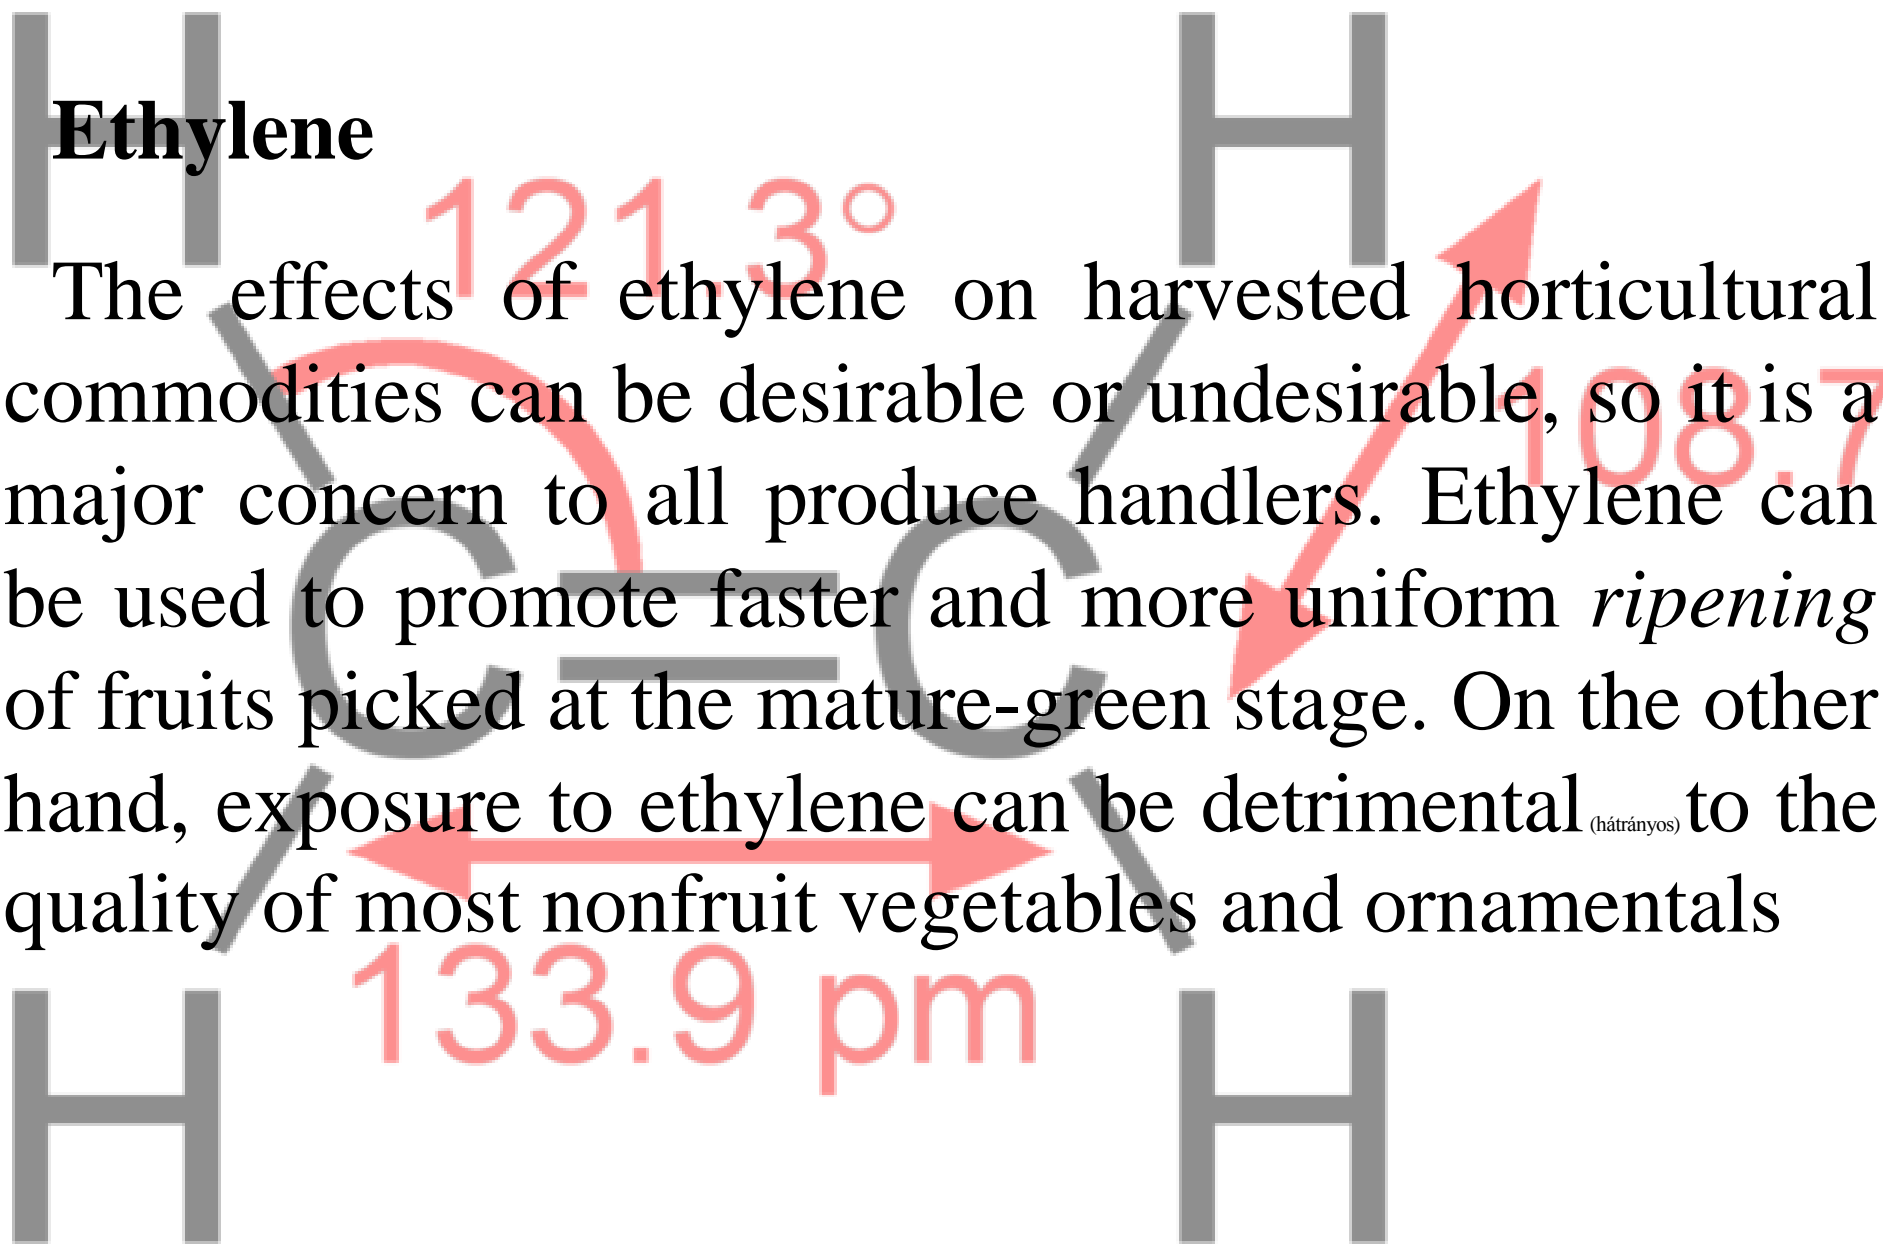 H H
Ethylene
121.3°
The effects of ethylene on harvested horticultural
commodities can be desirable or undesirable, so it is a
108.7
major concern to all produce handlers. Ethylene can
be used to promote faster and more uniform ripening
C C
of fruits picked at the mature-green stage. On the other
hand, exposure to ethylene can be detrimental (hátrányos) to the
quality of most nonfruit vegetables and ornamentals
133.9 pm
H H